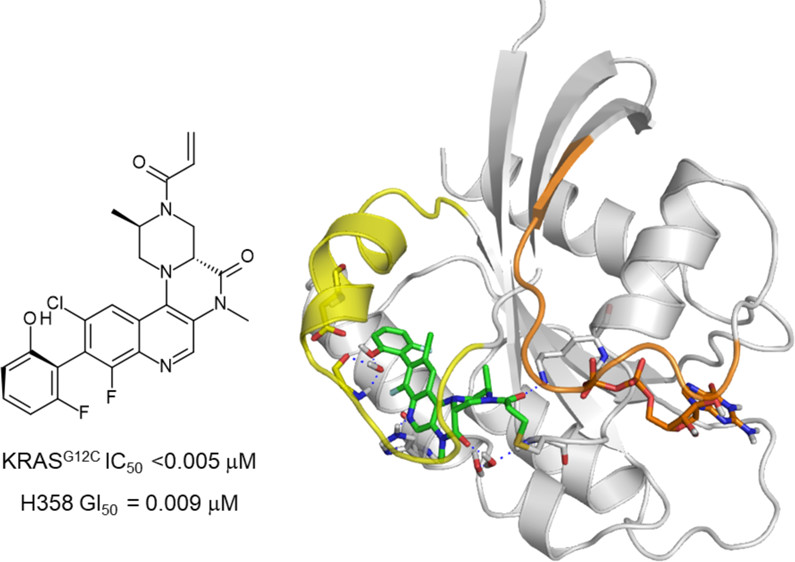 O
N
N
O
N
Cl
OH
N
F
F
KRAS^G12C IC₅₀ <0.005 μM
H358 GI₅₀ = 0.009 μM